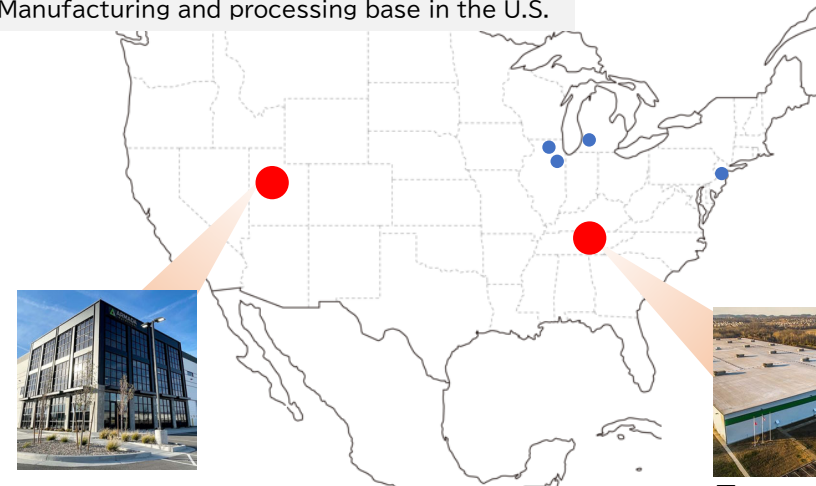 Manufacturing and processing base in the U.S.